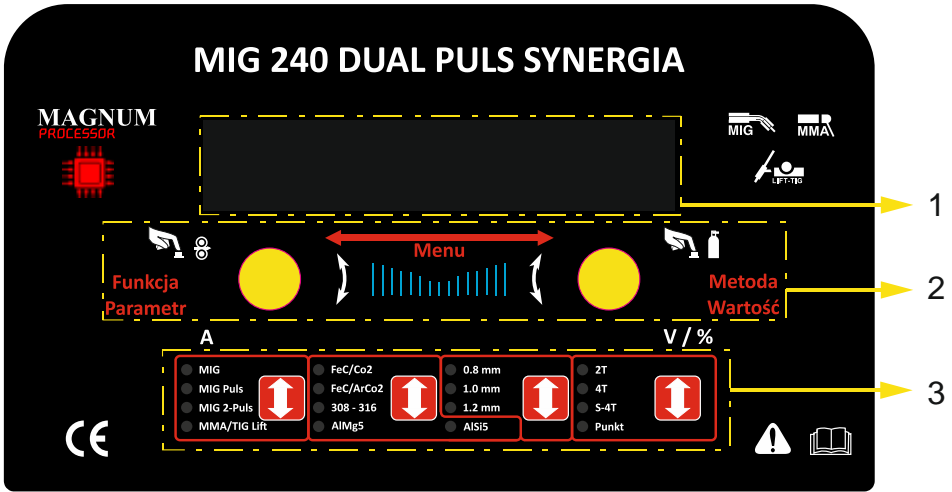 MIG 240 DUAL PULS SYNERGIA
MAGNUM
PROCESSOR
MIG
MMA
LIFT-TIG
1
Menu
Funkcja
Parametr
Metoda
Wartość
2
A
V / %
MIG
MIG Puls
MIG 2-Puls
MMA/TIG Lift
FeC/Co2
FeC/ArCo2
308 - 316
AlMg5
0.8 mm
1.0 mm
1.2 mm
AlSi5
2T
4T
S-4T
Punkt
3
CE